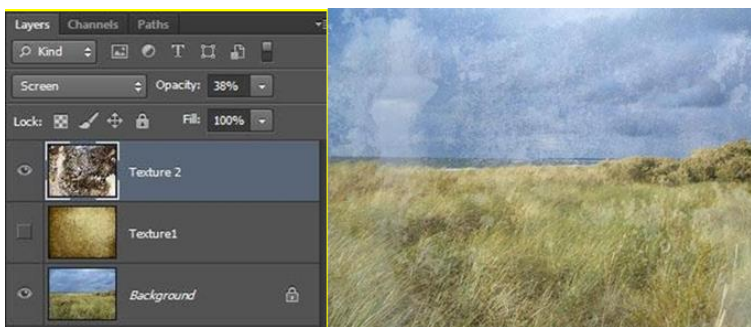 Layers Channels Paths
Kind T
Screen Opacity: 38%
Lock: Fill: 100%
Texture 2
Texture1
Background